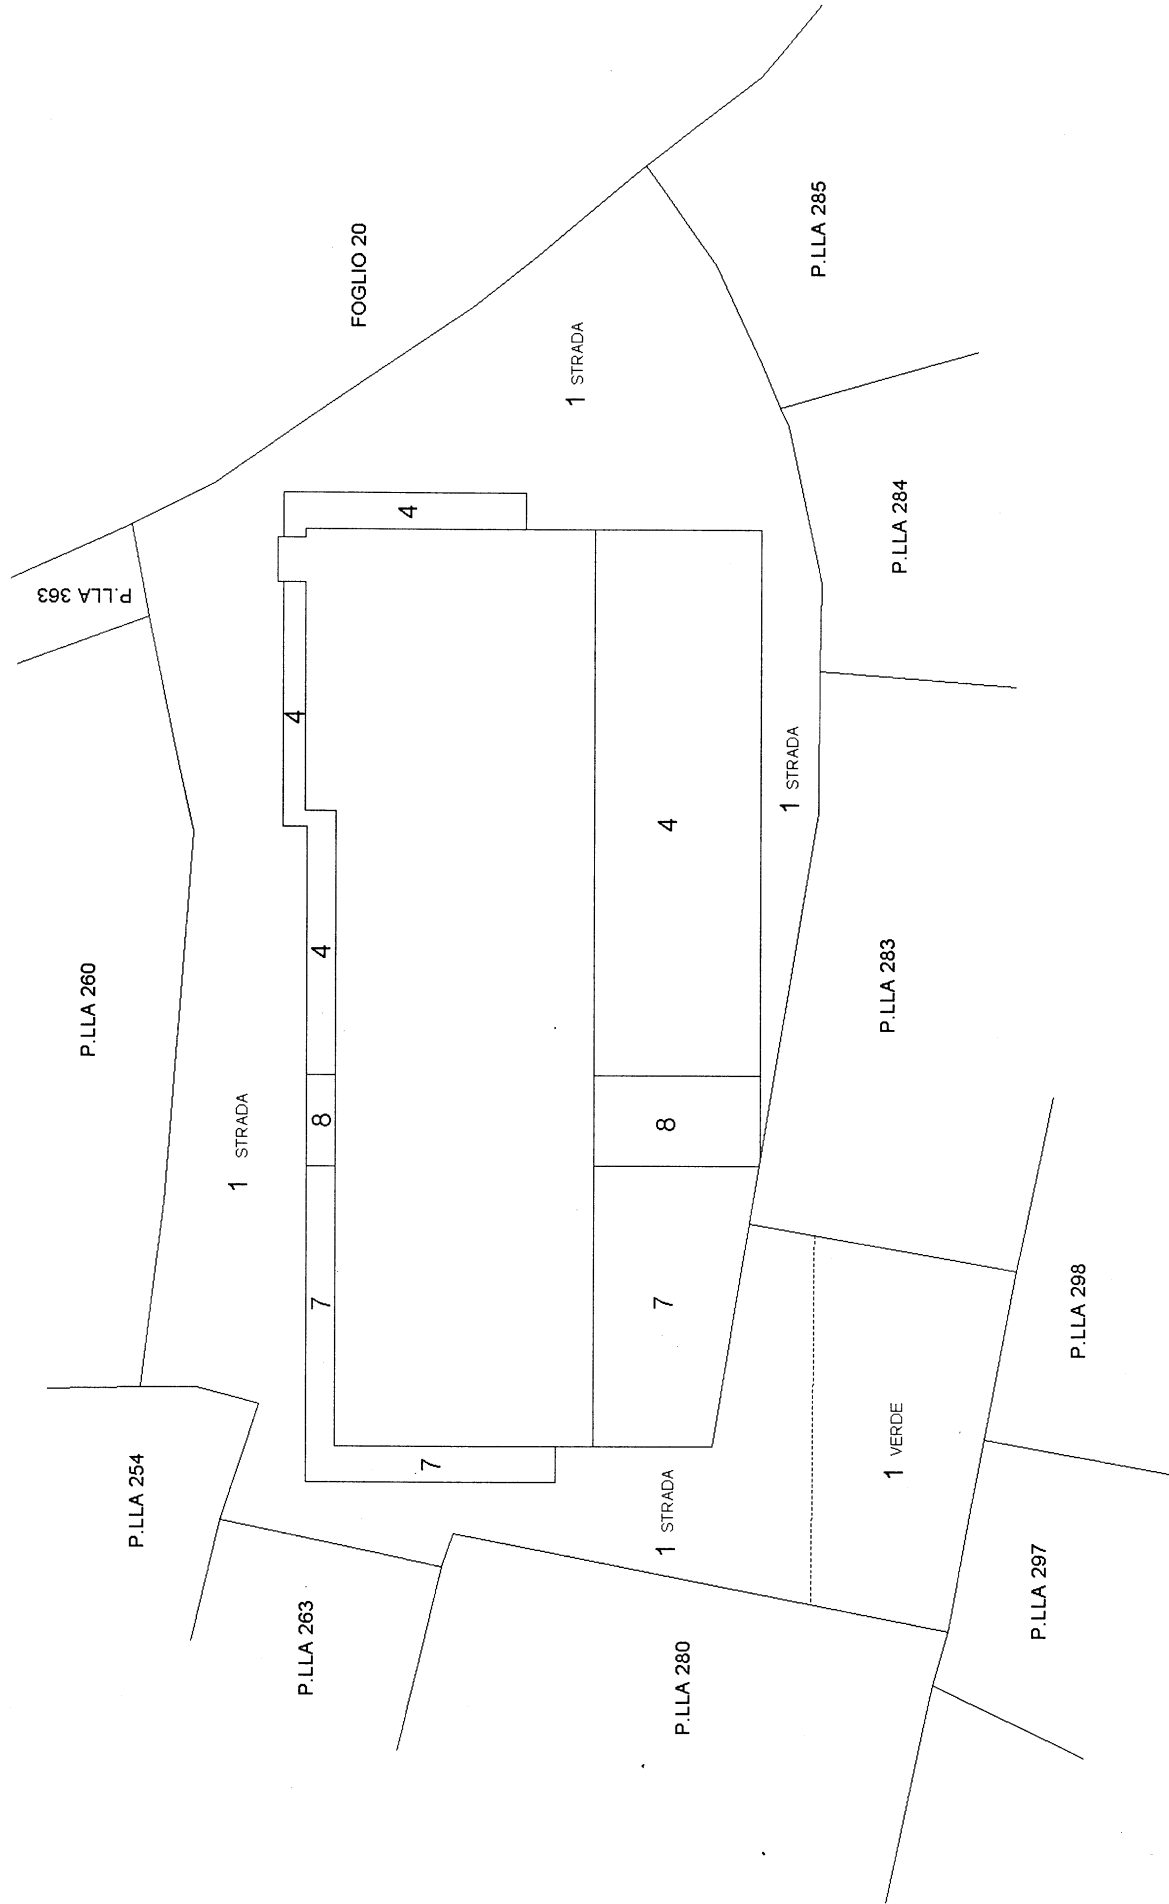 P.LLA 254
P.LLA 260
P.LLA 363
P.LLA 263
1 STRADA
FOGLIO 20
7
8
4
4
7
4
1 STRADA
1 STRADA
7
8
4
P.LLA 280
1 STRADA
P.LLA 285
1 VERDE
P.LLA 283
P.LLA 284
P.LLA 297
P.LLA 298